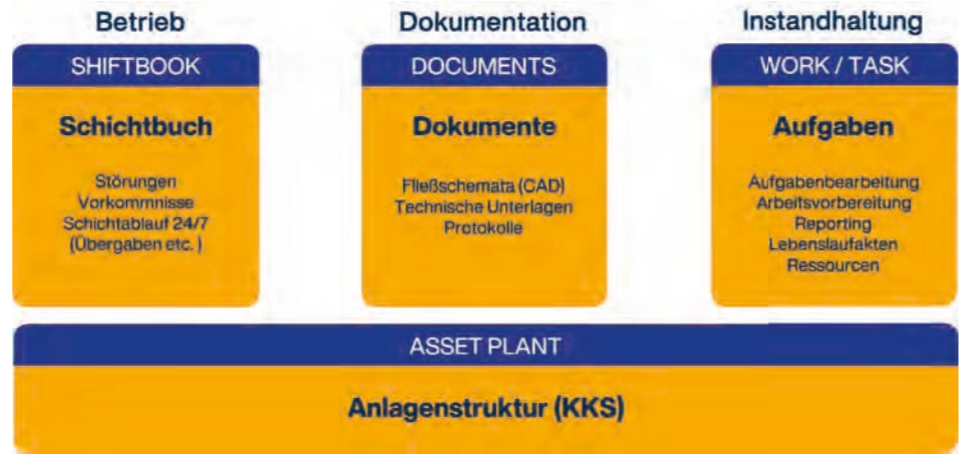 Betrieb
SHIFTBOOK
Schichtbuch
Störungen
Vorkommnisse
Schichtablauf 24/7
(Übergaben etc.)
Dokumentation
DOCUMENTS
Dokumente
Fließschemata (CAD)
Technische Unterlagen
Protokolle
Instandhaltung
WORK / TASK
Aufgaben
Aufgabenbearbeitung
Arbeitsvorbereitung
Reporting
Lebenslaufakten
Ressourcen
ASSET PLANT
Anlagenstruktur (KKS)